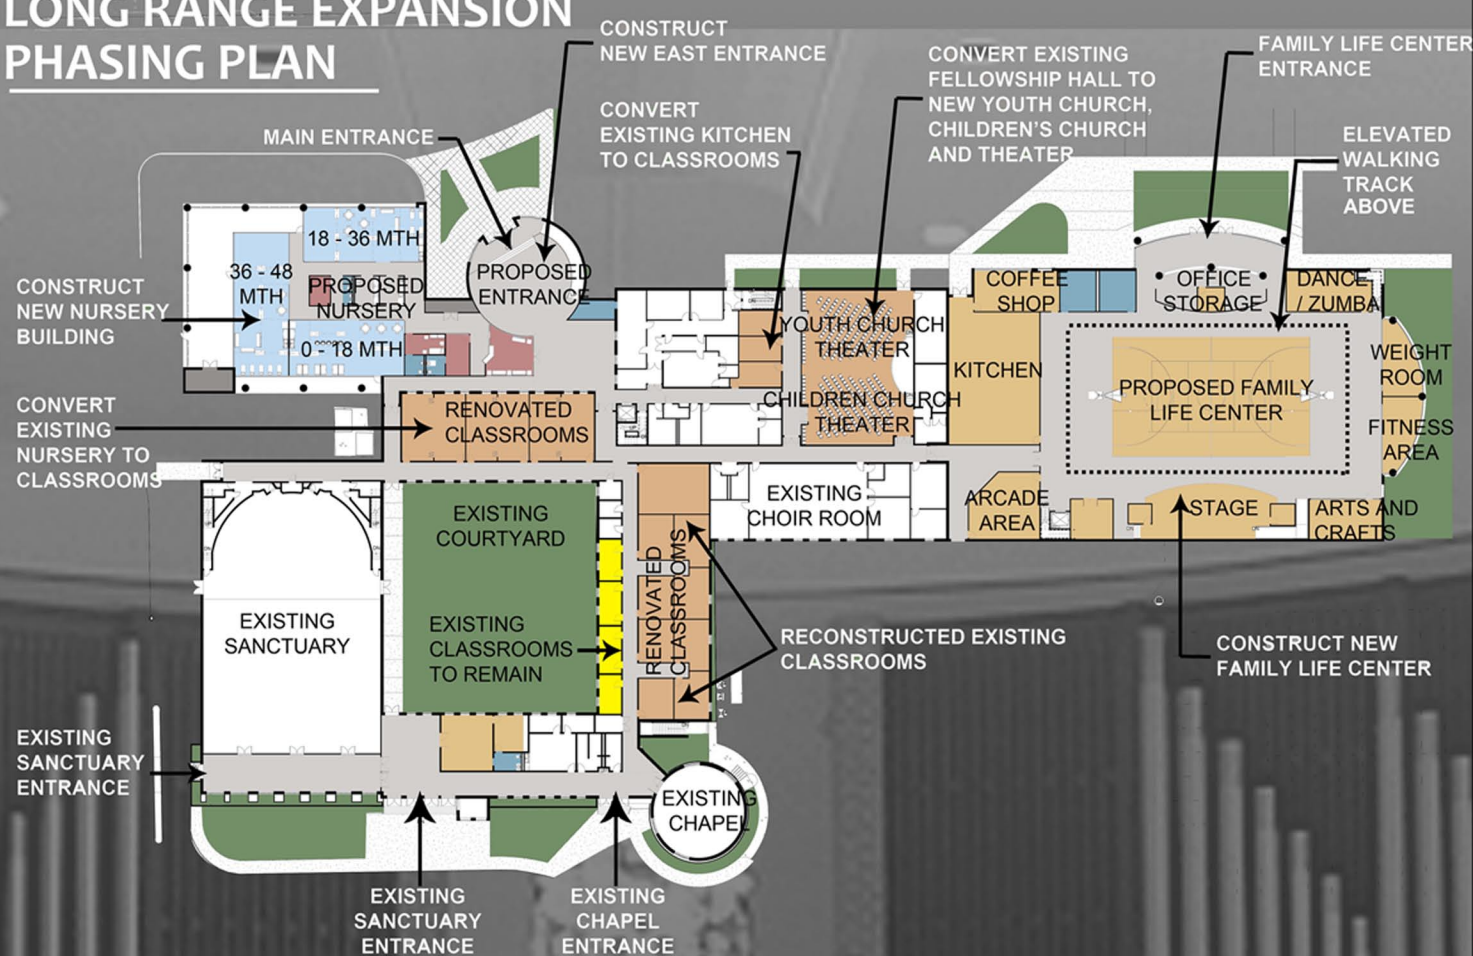 LONG RANGE EXPANSION
PHASING PLAN
CONSTRUCT
NEW EAST ENTRANCE
CONVERT EXISTING
FELLOWSHIP HALL TO
NEW YOUTH CHURCH,
CHILDREN'S CHURCH
AND THEATER
FAMILY LIFE CENTER
ENTRANCE
MAIN ENTRANCE
CONVERT
EXISTING KITCHEN
TO CLASSROOMS
ELEVATED
WALKING
TRACK
ABOVE
18 - 36 MTH
36 - 48
MTH
PROPOSED
NURSERY
0 - 18 MTH
PROPOSED
ENTRANCE
CONSTRUCT
NEW NURSERY
BUILDING
YOUTH CHURCH
THEATER
CHILDREN CHURCH
THEATER
COFFEE
SHOP
OFFICE
STORAGE
DANCE
/ ZUMBA
KITCHEN
PROPOSED FAMILY
LIFE CENTER
WEIGHT
ROOM
FITNESS
AREA
CONVERT
EXISTING
NURSERY TO
CLASSROOMS
RENOVATED
CLASSROOMS
EXISTING
CHOIR ROOM
ARCADE
AREA
STAGE
ARTS AND
CRAFTS
EXISTING
COURTYARD
EXISTING
SANCTUARY
EXISTING
CLASSROOMS
TO REMAIN
RENOVATED
CLASSROOMS
RECONSTRUCTED EXISTING
CLASSROOMS
CONSTRUCT NEW
FAMILY LIFE CENTER
EXISTING
SANCTUARY
ENTRANCE
EXISTING
CHAPEL
EXISTING
SANCTUARY
ENTRANCE
EXISTING
CHAPEL
ENTRANCE